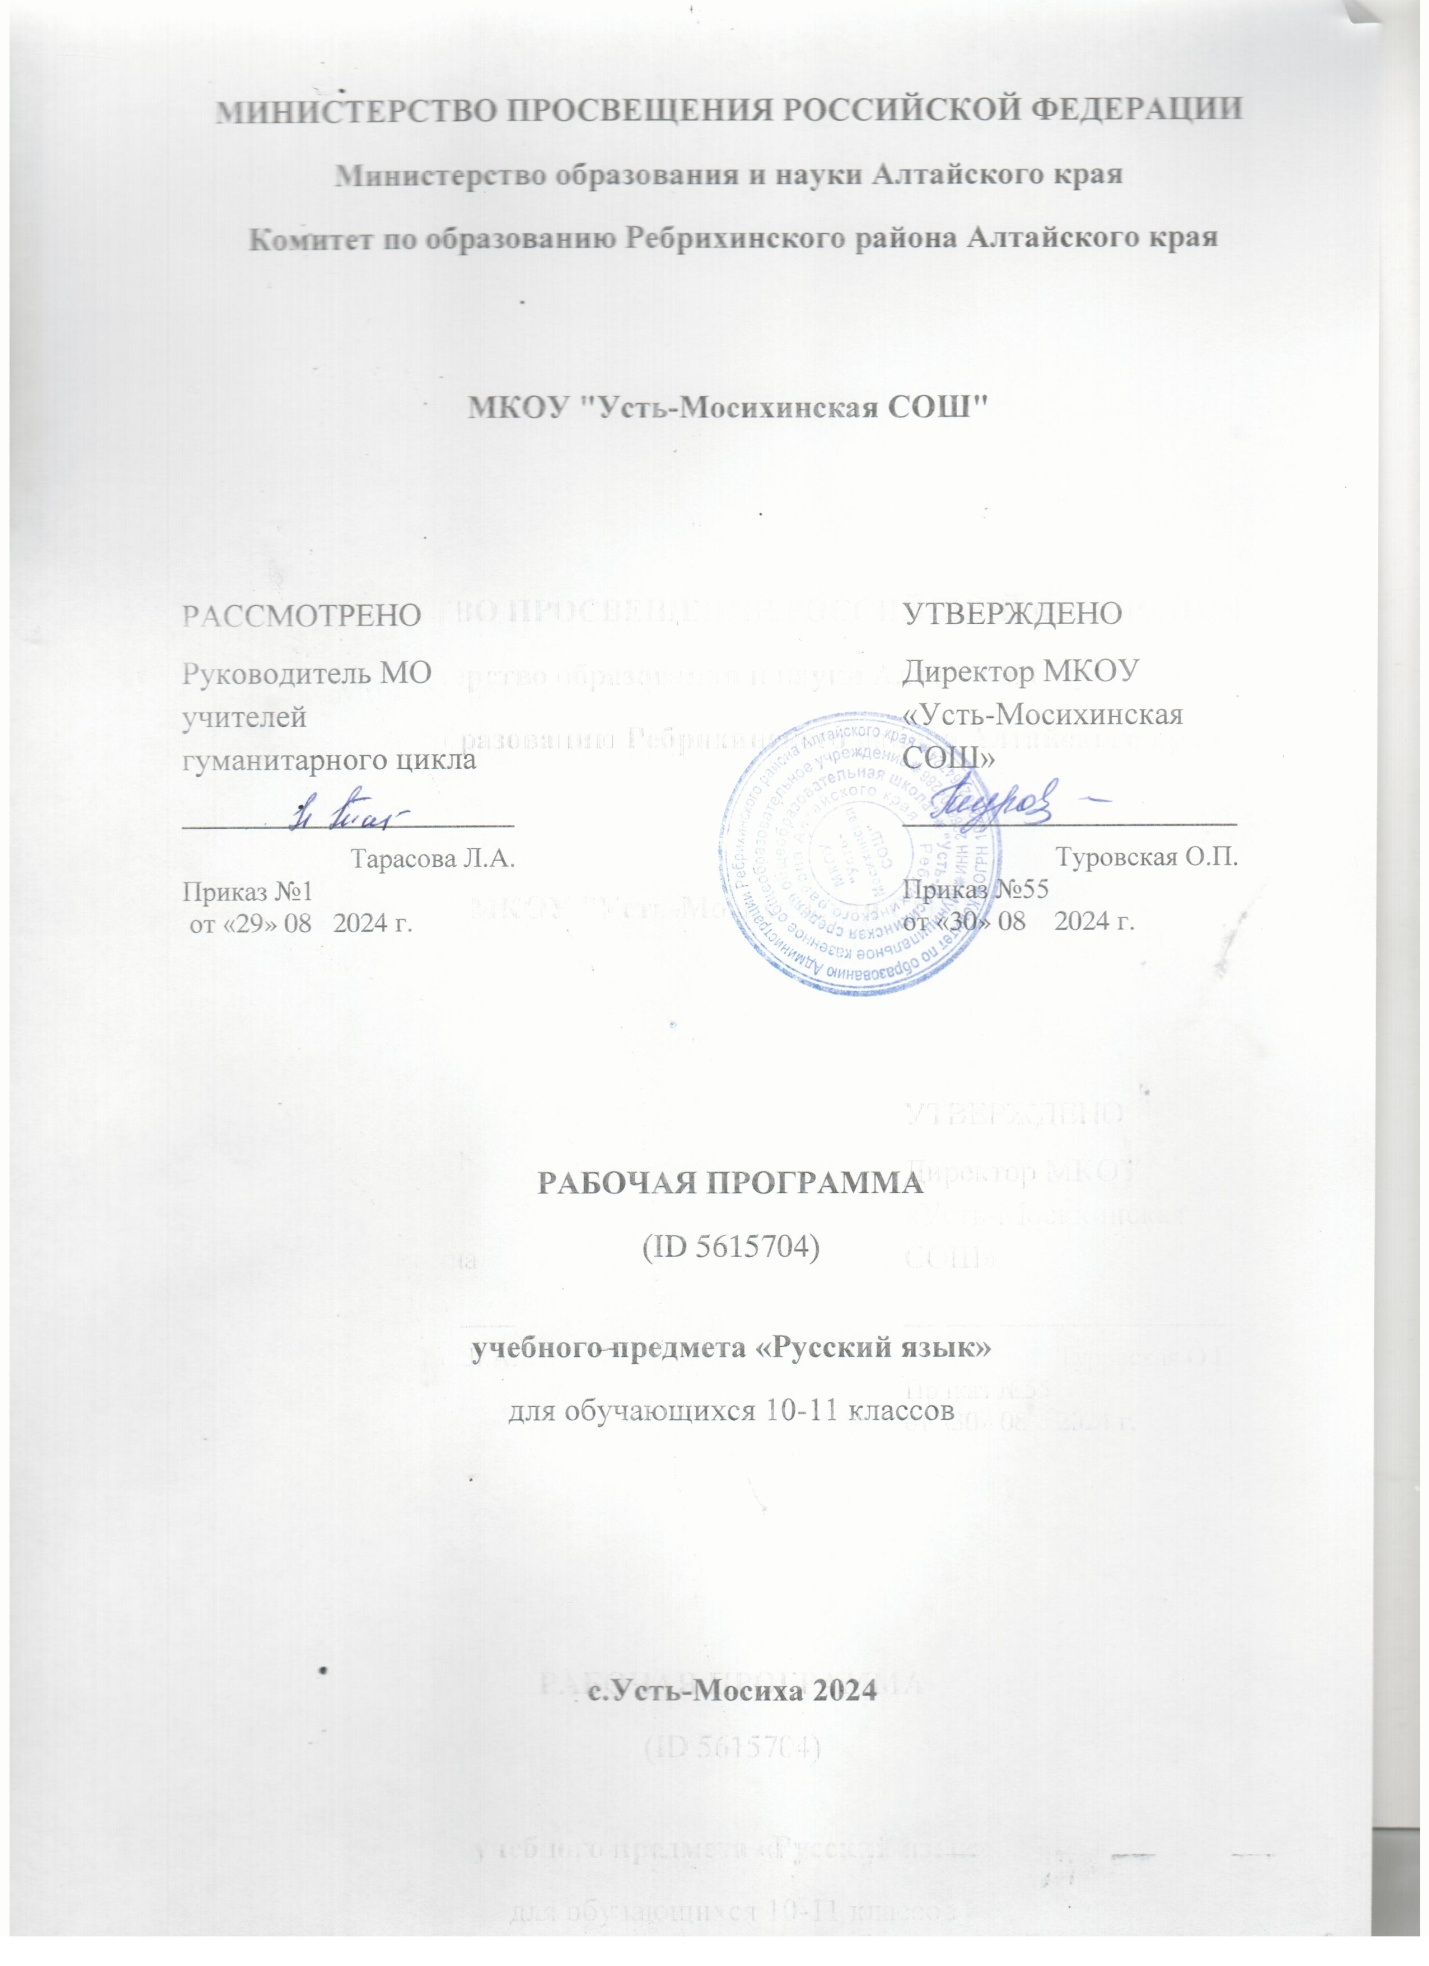 МИНИСТЕРСТВО ПРОСВЕЩЕНИЯ РОССИЙСКОЙ ФЕДЕРАЦИИ
Министерство образования и науки Алтайского края
Комитет по образованию Ребрихинского района Алтайского края
МКОУ "Усть-Мосихинская СОШ"
РАССМОТРЕНО
Руководитель МО
учителей
гуманитарного цикла
Тарасова Л.А.
Приказ №1
от «29» 08 2024 г.
УТВЕРЖДЕНО
Директор МКОУ
«Усть-Мосихинская
СОШ»
Туровская О.П.
Приказ №55
от «30» 08 2024 г.
РАБОЧАЯ ПРОГРАММА
(ID 5615704)
учебного предмета «Русский язык»
для обучающихся 10-11 классов
с.Усть-Мосиха 2024